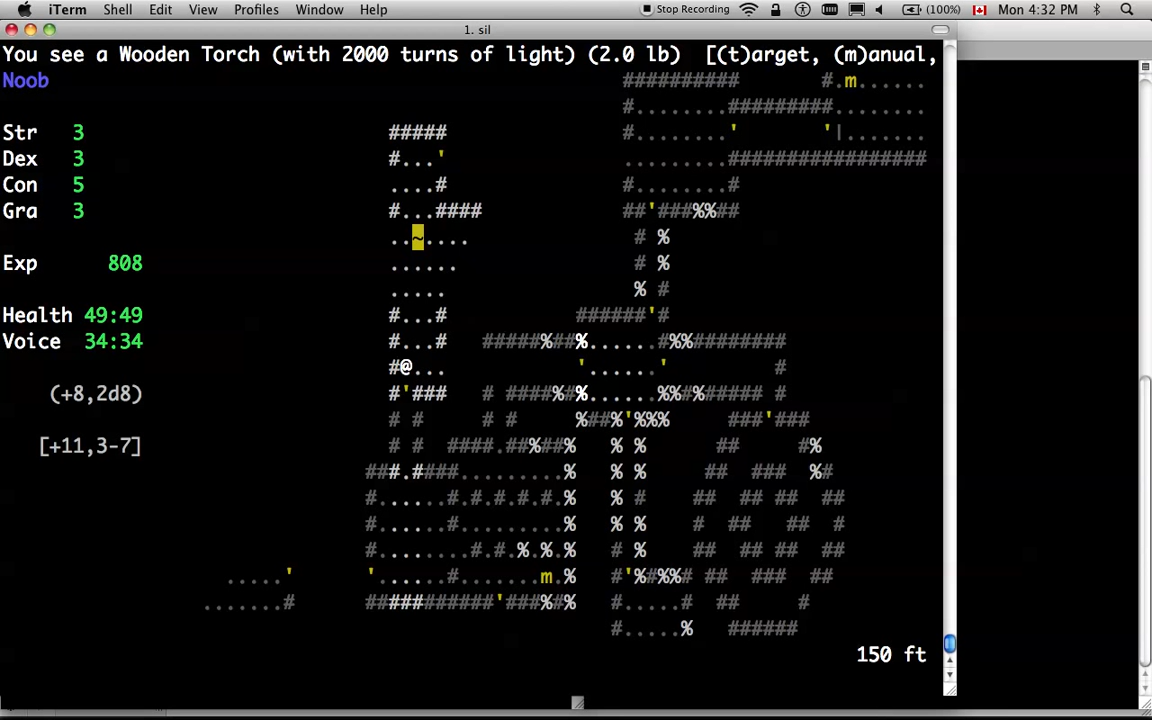 iTerm Shell Edit View Profiles Window Help Stop Recording (100%) Mon 4:32 PM
1. sil
You see a Wooden Torch (with 2000 turns of light) (2.0 lb) [(t)arget, (m)anual,
Noob ########## #.m......
#........#########........
Str 3 ##### #........' '|.......
Dex 3 #...' .........#################
Con 5 ....# #........#
Gra 3 #...#### ##'###%%##
..~.... # %
Exp 808 ...... # %
..... % #
Health 49:49 #...# ######'#
Voice 34:34 #...# #####%##%......#%%########
#@... '......' #
(+8,2d8) #'### # ####%#%......%%#%##### #
# # # # %##%'%%% ###'###
[+11,3-7] # # ####.##%##% % % ## #%
###.####.........% % % ## ### %#
#......#.#.#.#.#.% % # ## ## ## ##
#......#.........% % % # ## ## #
#........#.#.%.%.% # % ## ## ## ##
.....' '......#.......m.% #'%#%% ## ### ##
.......# ###########'###%#% #.....# ## #
#.....% ######
150 ft